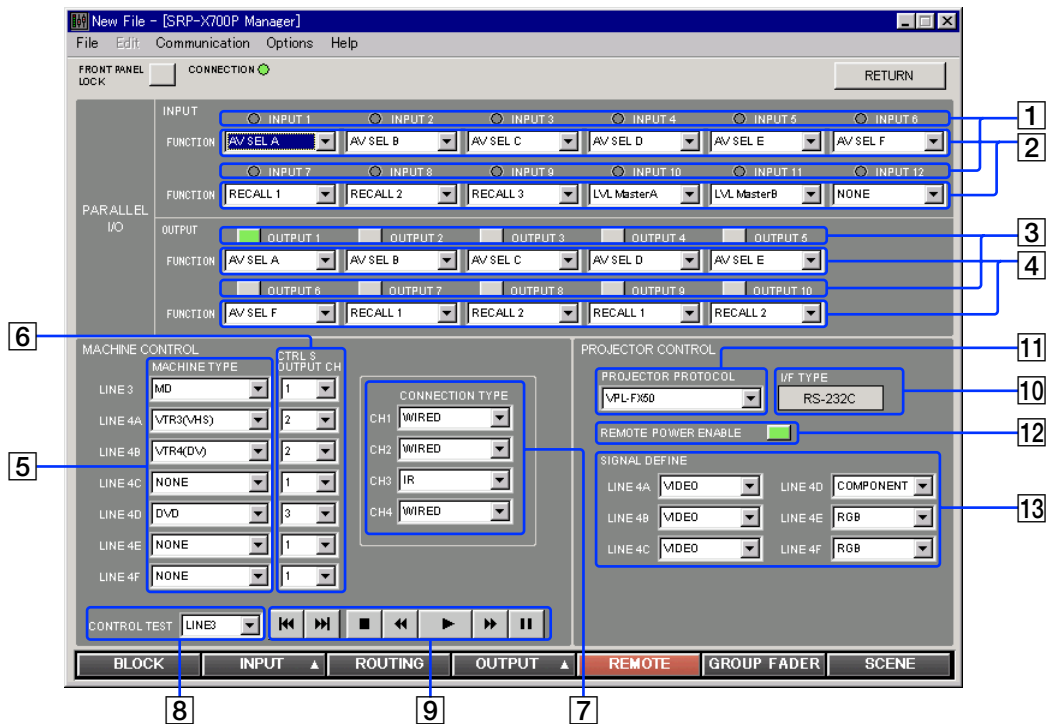 New File - [SRP-X700P Manager]
File Edit Communication Options Help
FRONT PANEL LOCK CONNECTION RETURN
INPUT
INPUT 1 INPUT 2 INPUT 3 INPUT 4 INPUT 5 INPUT 6
1
FUNCTION AV SEL A AV SEL B AV SEL C AV SEL D AV SEL E AV SEL F
2
INPUT 7 INPUT 8 INPUT 9 INPUT 10 INPUT 11 INPUT 12
FUNCTION RECALL 1 RECALL 2 RECALL 3 LVL MasterA LVL MasterB NONE
PARALLEL
I/O
OUTPUT
OUTPUT 1 OUTPUT 2 OUTPUT 3 OUTPUT 4 OUTPUT 5
3
FUNCTION AV SEL A AV SEL B AV SEL C AV SEL D AV SEL E
4
OUTPUT 6 OUTPUT 7 OUTPUT 8 OUTPUT 9 OUTPUT 10
FUNCTION AV SEL F RECALL 1 RECALL 2 RECALL 1 RECALL 2
6
MACHINE CONTROL
MACHINE TYPE
CTRL S
OUTPUT CH
LINE 3 MD 1
LINE 4A VTR3(VHS) 2
LINE 4B VTR4(DV) 2
5
LINE 4C NONE 1
LINE 4D DVD 3
LINE 4E NONE 1
LINE 4F NONE 1
CONNECTION TYPE
CH1 WIRED
CH2 WIRED
CH3 IR
CH4 WIRED
CONTROL TEST LINE3
PROJECTOR CONTROL
11
PROJECTOR PROTOCOL
VPL-FX50
I/F TYPE
RS-232C
10
REMOTE POWER ENABLE
12
SIGNAL DEFINE
LINE 4A VIDEO LINE 4D COMPONENT
LINE 4B VIDEO LINE 4E RGB
13
LINE 4C VIDEO LINE 4F RGB
BLOCK INPUT ROUTING OUTPUT REMOTE GROUP FADER SCENE
8 9 7